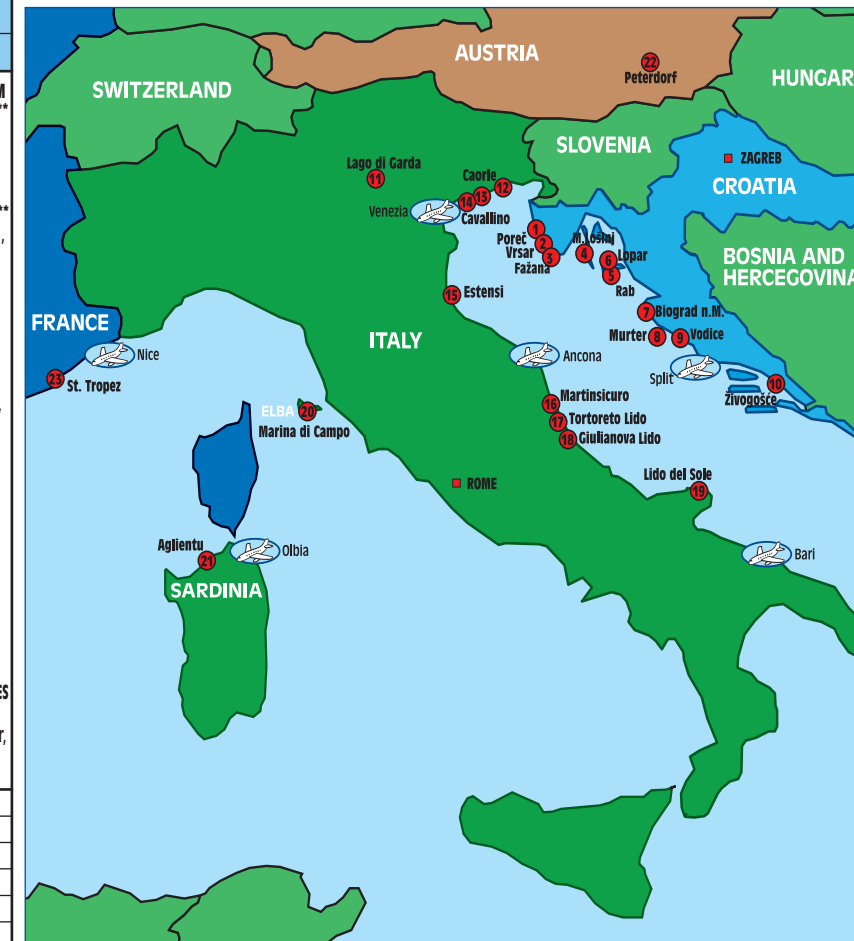 M
**
**
,
,
ES
r,
AUSTRIA
22
Peterdorf
HUNGAR
SWITZERLAND
SLOVENIA
ZAGREB
CROATIA
Lago di Garda
11
Caorle
12
13
14
Venezia
Cavallino
1
Poreč
2
Vrsar
3
Fažana
M.Lošinj
4
6
Lopar
5
Rab
BOSNIA AND
HERCEGOVINA
15
Estensi
7
Biograd n.M.
Murter
8
9
Vodice
FRANCE
ITALY
Nice
Ancona
Split
23
St. Tropez
10
Živogošće
ELBA
20
Marina di Campo
16
Martinsicuro
17
Tortoreto Lido
18
Giulianova Lido
ROME
Lido del Sole
19
Aglientu
21
Olbia
Bari
SARDINIA